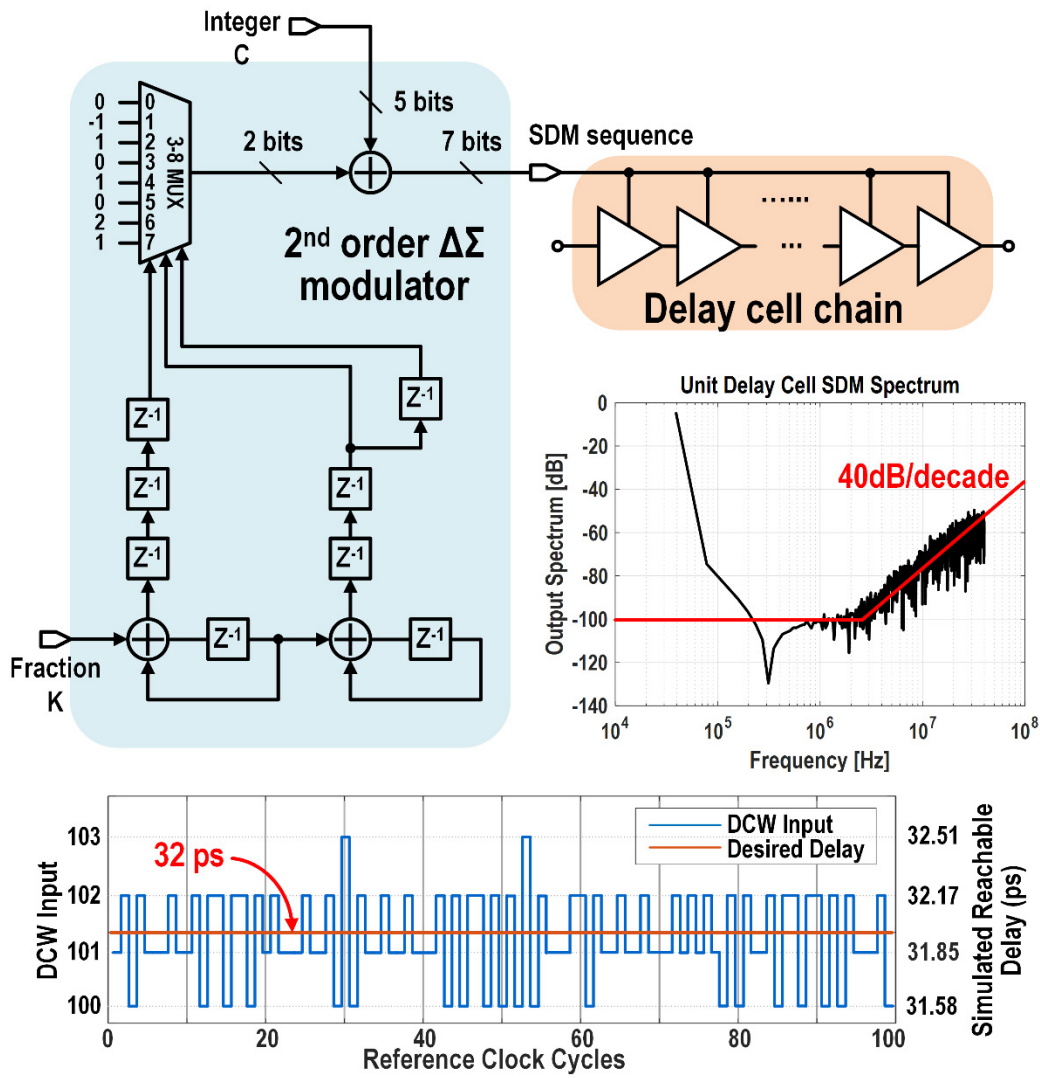 Integer
C
5 bits
0 0
-1 1
1 2
0 3
1 4
0 5
2 6
1 7
3-8 MUX
2 bits
7 bits
SDM sequence
2nd order ΔΣ
modulator
.........
...
Delay cell chain
Z-1
Z-1
Z-1
Z-1
Z-1
Z-1
Z-1
Z-1
Fraction
K
Unit Delay Cell SDM Spectrum
Output Spectrum [dB]
0
-20
-40
-60
-80
-100
-120
-140
40dB/decade
10^4 10^5 10^6 10^7 10^8
Frequency [Hz]
DCW Input
103
102
101
100
32 ps
DCW Input
Desired Delay
32.51
32.17
31.85
31.58
Simulated Reachable
Delay (ps)
0 20 40 60 80 100
Reference Clock Cycles